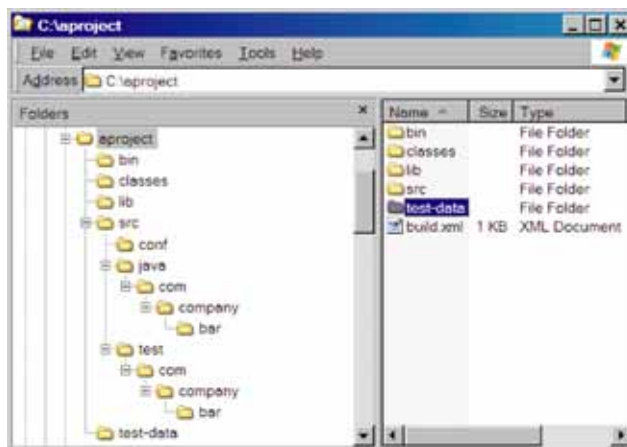 C:\aproject
File Edit View Favorites Tools Help
Address C:\aproject
Folders
aproject
bin
classes
lib
src
conf
java
com
company
bar
test
com
company
bar
test-data
Name Size Type
bin File Folder
classes File Folder
lib File Folder
src File Folder
test-data File Folder
build.xml 1 KB XML Document